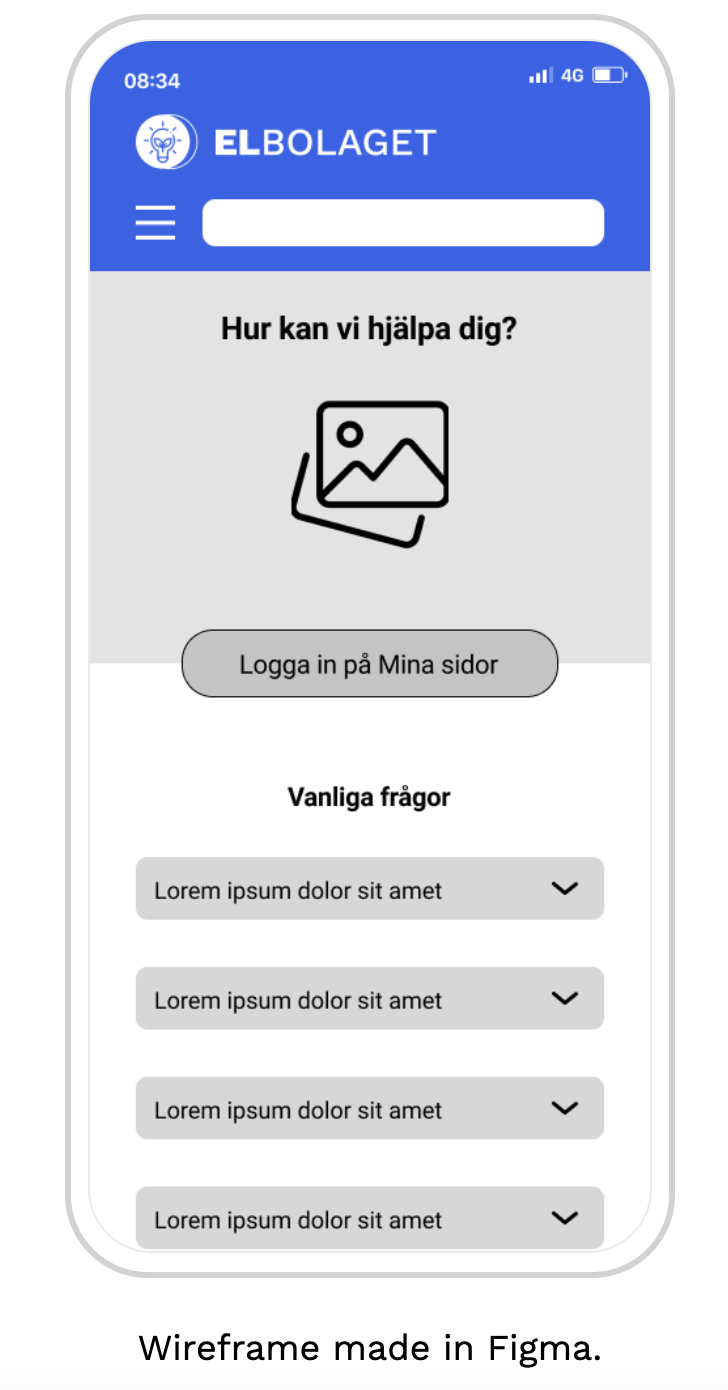 08:34 4G
ELBOLAGET
Hur kan vi hjälpa dig?
Logga in på Mina sidor
Vanliga frågor
Lorem ipsum dolor sit amet
Lorem ipsum dolor sit amet
Lorem ipsum dolor sit amet
Lorem ipsum dolor sit amet
Wireframe made in Figma.